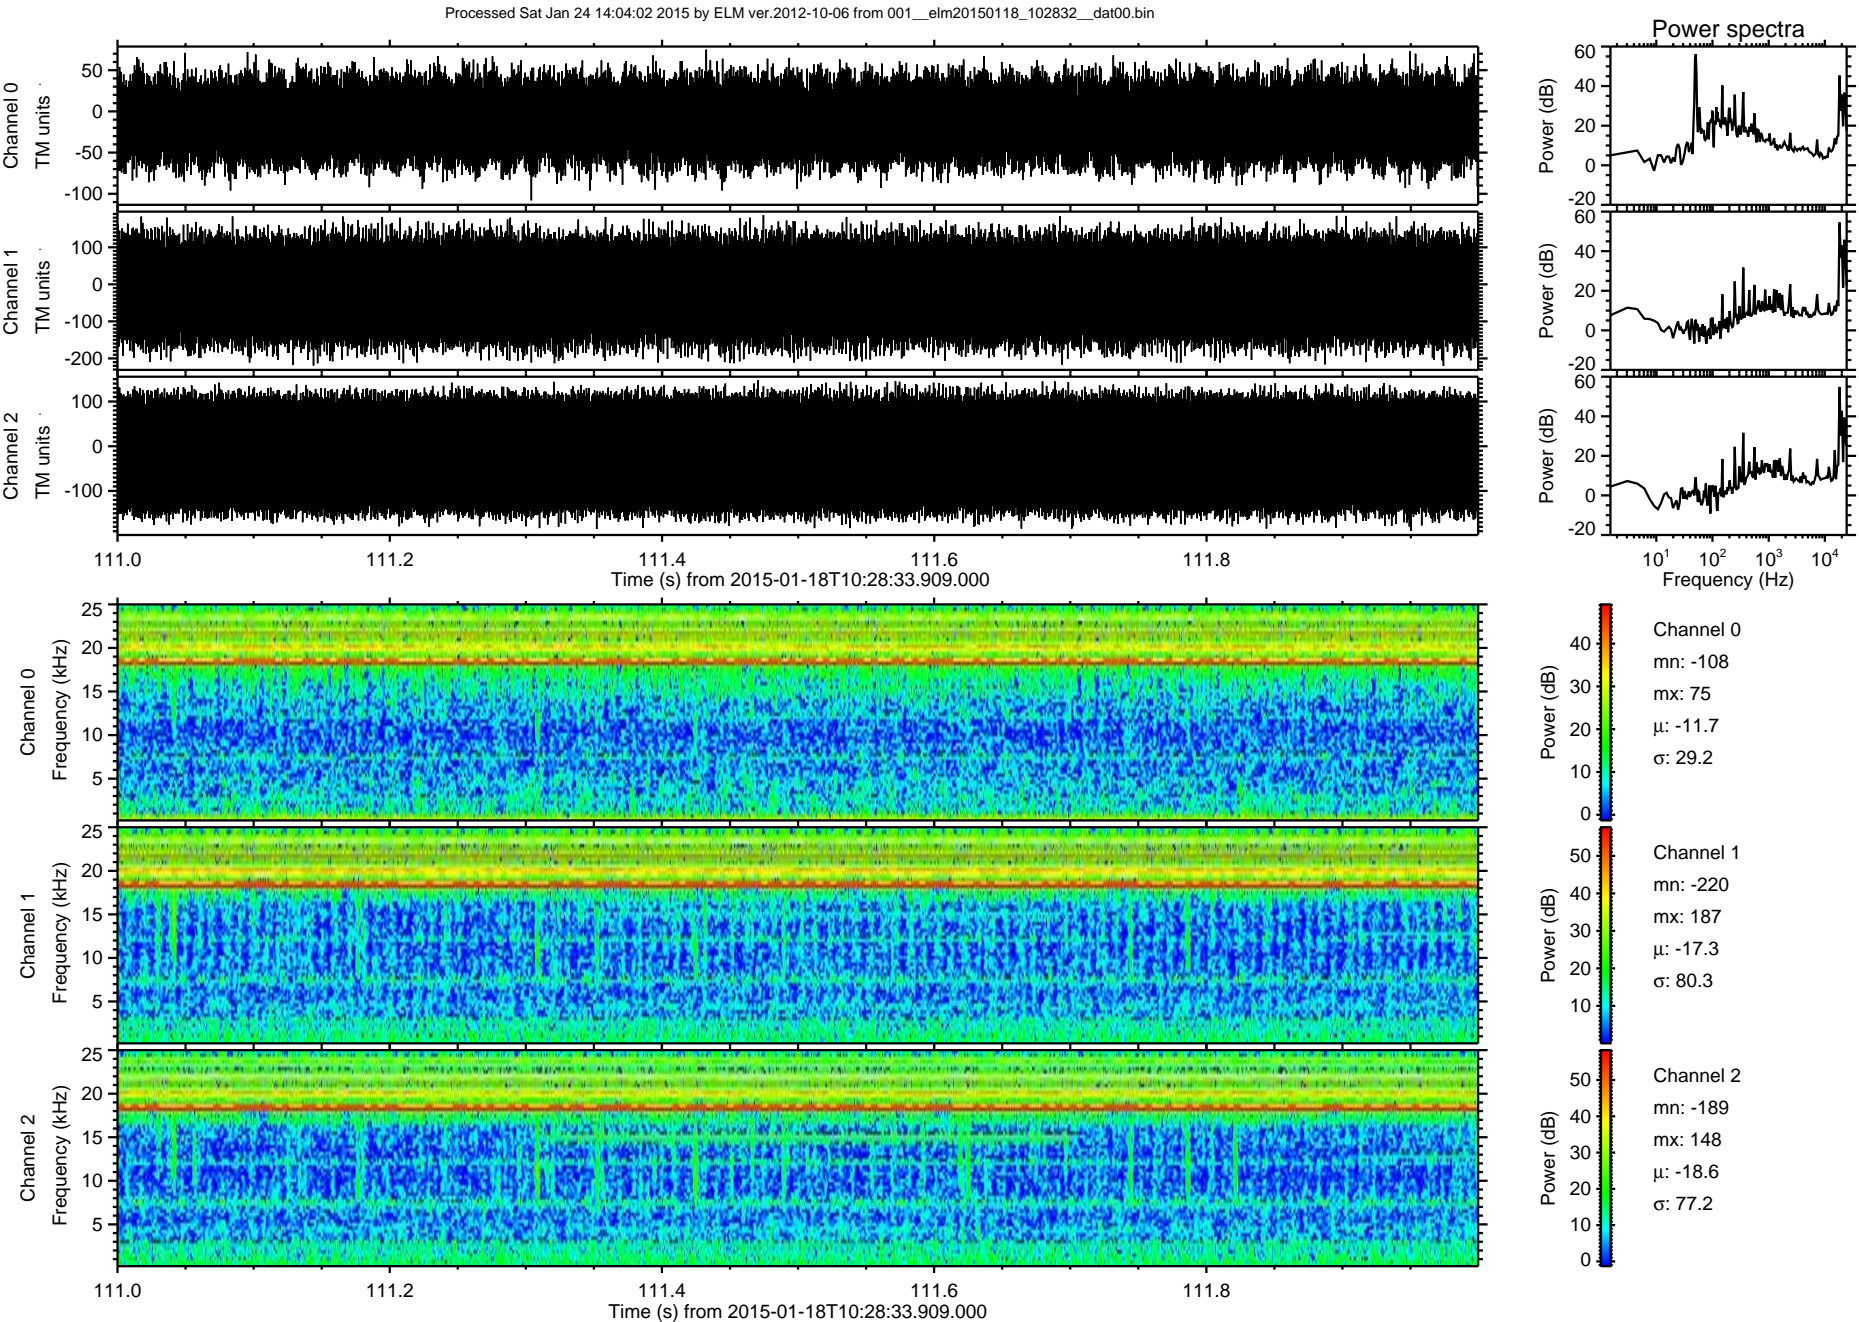 Processed Sat Jan 24 14:04:02 2015 by ELM ver.2012-10-06 from 001__elm20150118_102832__dat00.bin
Power spectra
Channel 0
TM units
50
0
-50
-100
Power (dB)
60
40
20
0
-20
Channel 1
TM units
100
0
-100
-200
Power (dB)
60
40
20
0
-20
Channel 2
TM units
100
0
-100
Power (dB)
60
40
20
0
-20
111.0 111.2 111.4 111.6 111.8
Time (s) from 2015-01-18T10:28:33.909.000
10¹ 10² 10³ 10⁴
Frequency (Hz)
Channel 0
Frequency (kHz)
25
20
15
10
5
Power (dB)
40
30
20
10
0
Channel 0
mn: -108
mx: 75
μ: -11.7
σ: 29.2
Channel 1
Frequency (kHz)
25
20
15
10
5
Power (dB)
50
40
30
20
10
Channel 1
mn: -220
mx: 187
μ: -17.3
σ: 80.3
Channel 2
Frequency (kHz)
25
20
15
10
5
Power (dB)
50
40
30
20
10
0
Channel 2
mn: -189
mx: 148
μ: -18.6
σ: 77.2
111.0 111.2 111.4 111.6 111.8
Time (s) from 2015-01-18T10:28:33.909.000